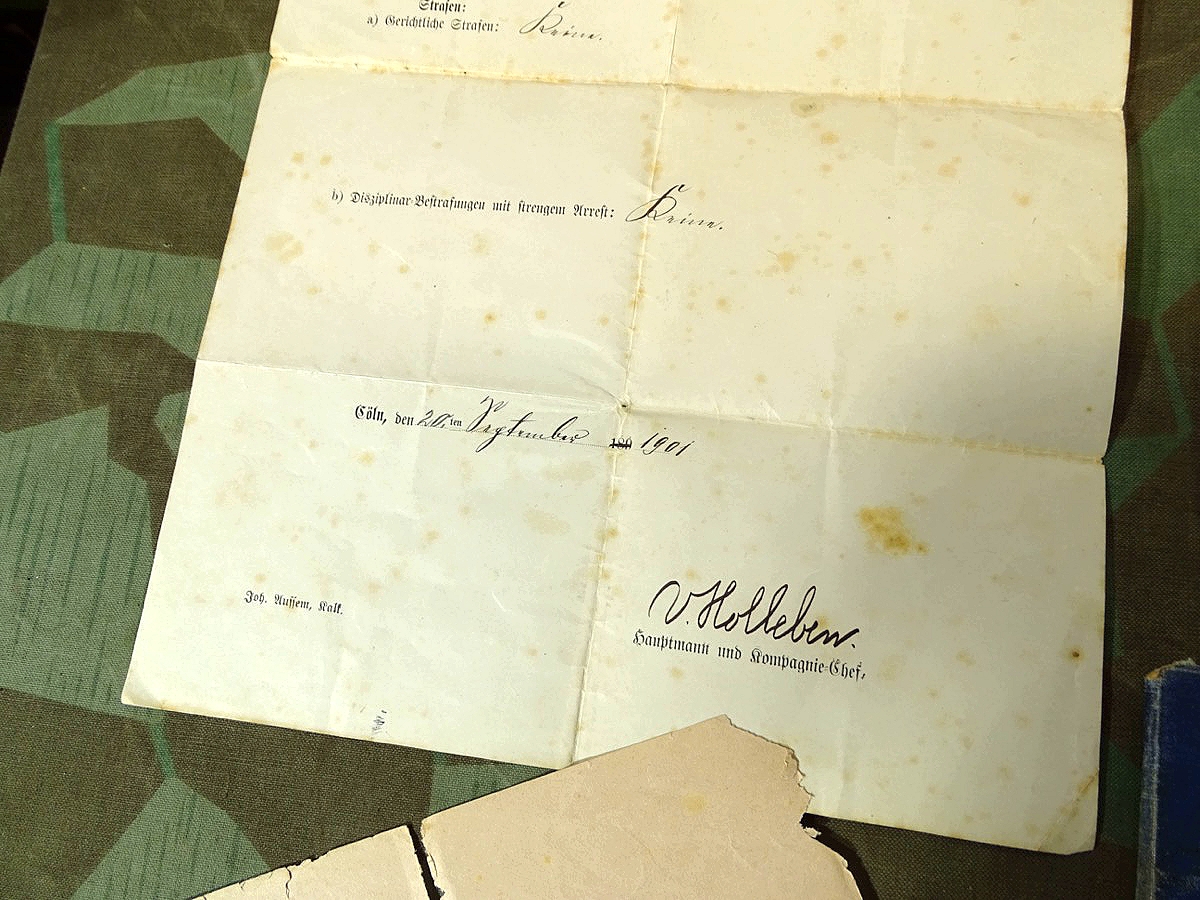 Strafen:
a) Gerichtliche Strafen: Keine.
b) Disziplinar-Bestrafungen mit strengem Arrest: Keine.
Cöln, den 20.ten September 189 1901
Joh. Aussem, Kalk.
v. Holleben.
Hauptmann und Kompagnie-Chef.